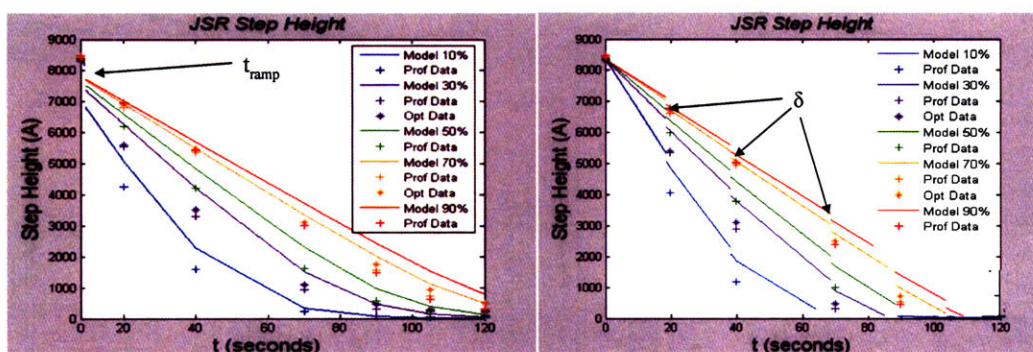 JSR Step Height
Step Height (A)
9000
8000
7000
6000
5000
4000
3000
2000
1000
0
0 20 40 60 80 100 120
t (seconds)
t_ramp
Model 10%
Prof Data
Model 30%
Prof Data
Opt Data
Model 50%
Prof Data
Model 70%
Prof Data
Opt Data
Model 90%
Prof Data
JSR Step Height
Step Height (A)
9000
8000
7000
6000
5000
4000
3000
2000
1000
0
0 20 40 60 80 100 120
t (seconds)
δ
Model 10%
Prof Data
Model 30%
Prof Data
Opt Data
Model 50%
Prof Data
Model 70%
Prof Data
Opt Data
Model 90%
Prof Data